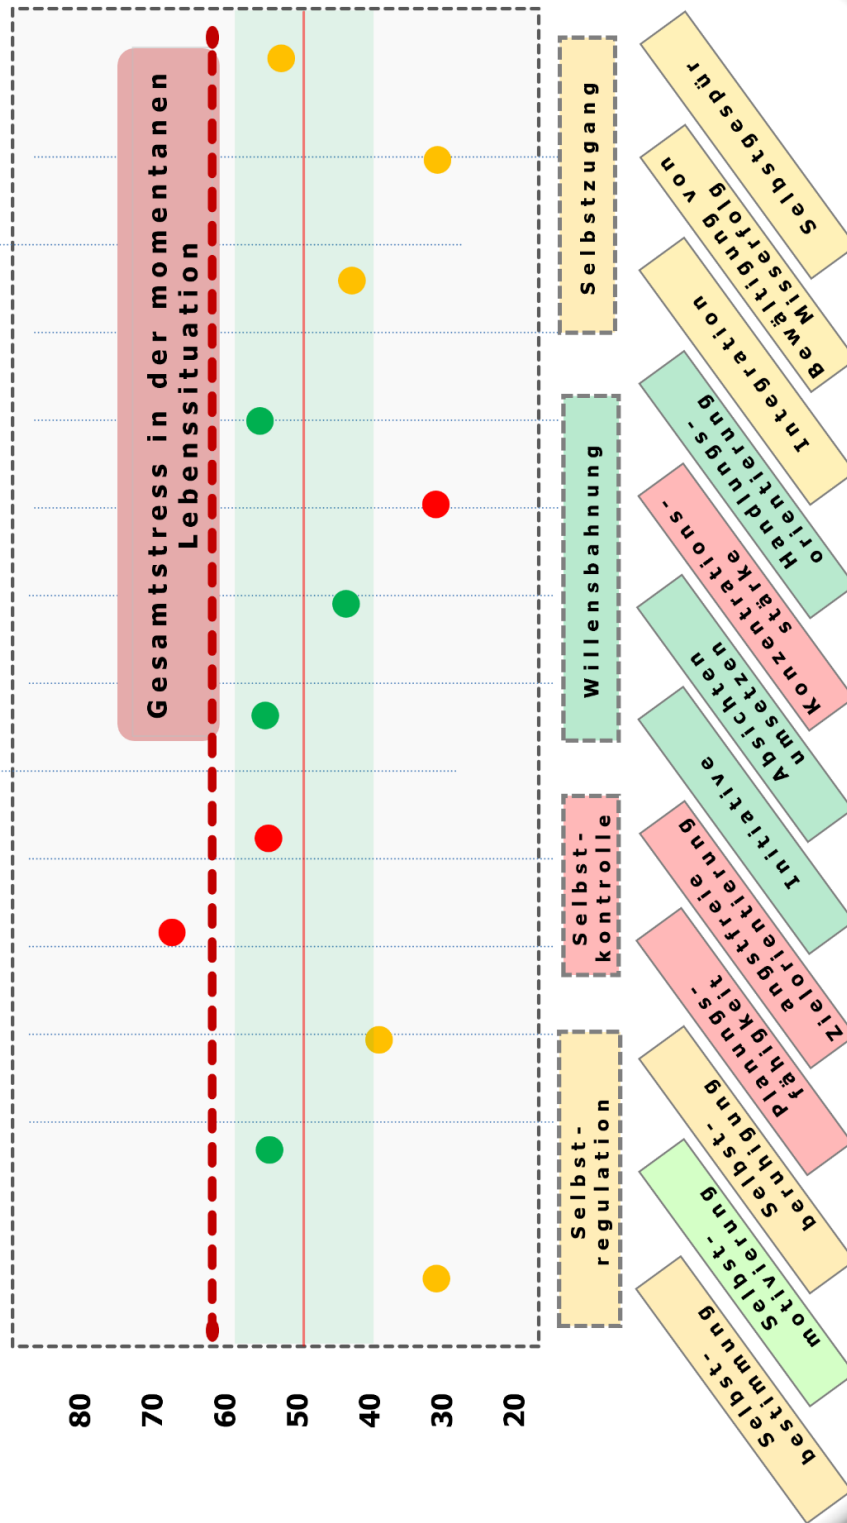 Gesamtstress in der momentanen
Lebenssituation
80
70
60
50
40
30
20
Selbst-
regulation
Selbst-
kontrolle
Willensbahnung
Selbstzugang
Selbst-
bestimmung
Selbst-
motivierung
Selbst-
beruhigung
Planungs-
fähigkeit
angstfreie
Zielorientierung
Initiative
Absichten
umsetzen
Konzentrations-
stärke
Handlungs-
orientierung
Integration
Bewältigung von
Misserfolg
Selbstgespür